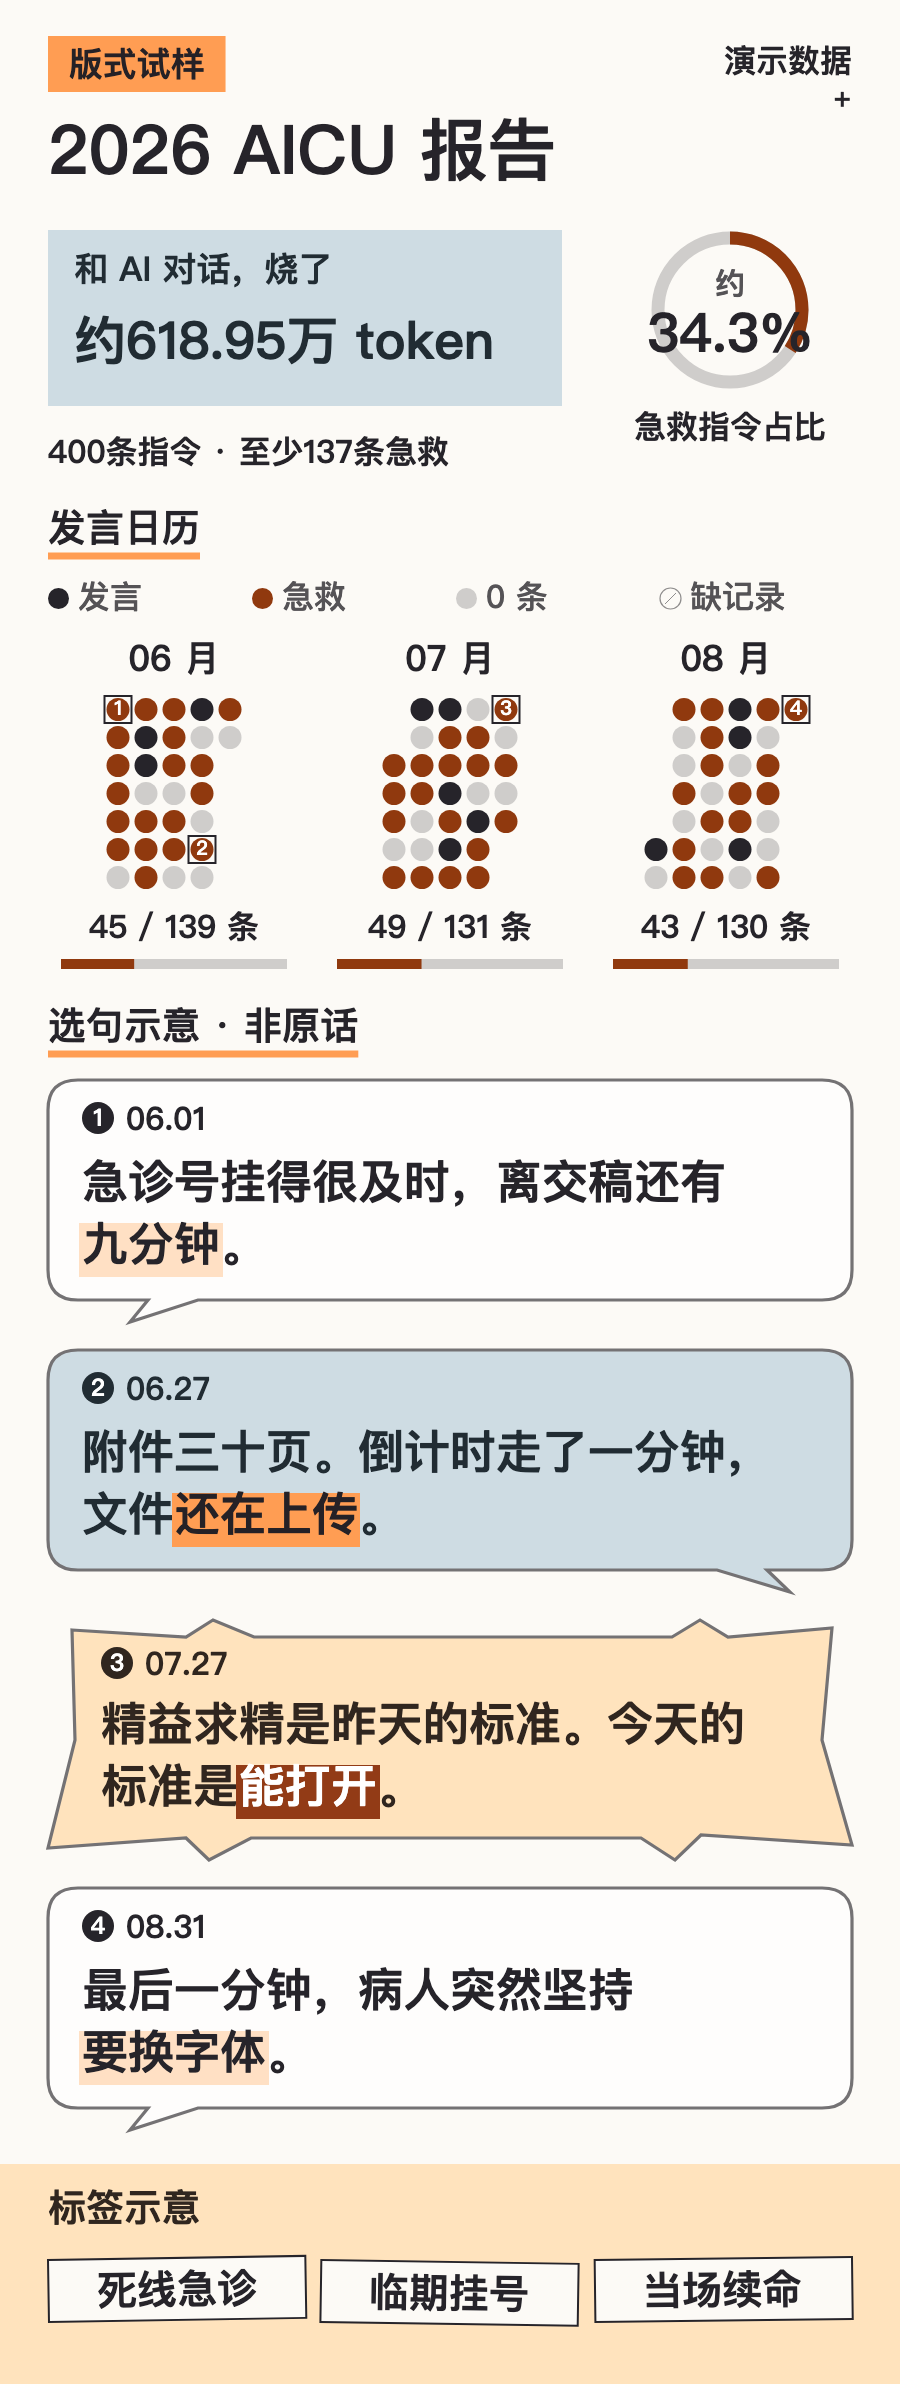 版式试样
演示数据
+
2026 AICU 报告
和 AI 对话，烧了
约618.95万 token
约
34.3%
急救指令占比
400条指令 · 至少137条急救
发言日历
发言
急救
0 条
缺记录
06 月
07 月
08 月
1
3
4
2
45 / 139 条
49 / 131 条
43 / 130 条
选句示意 · 非原话
1 06.01
急诊号挂得很及时，离交稿还有
九分钟。
2 06.27
附件三十页。倒计时走了一分钟，
文件还在上传。
3 07.27
精益求精是昨天的标准。今天的
标准是能打开。
4 08.31
最后一分钟，病人突然坚持
要换字体。
标签示意
死线急诊
临期挂号
当场续命